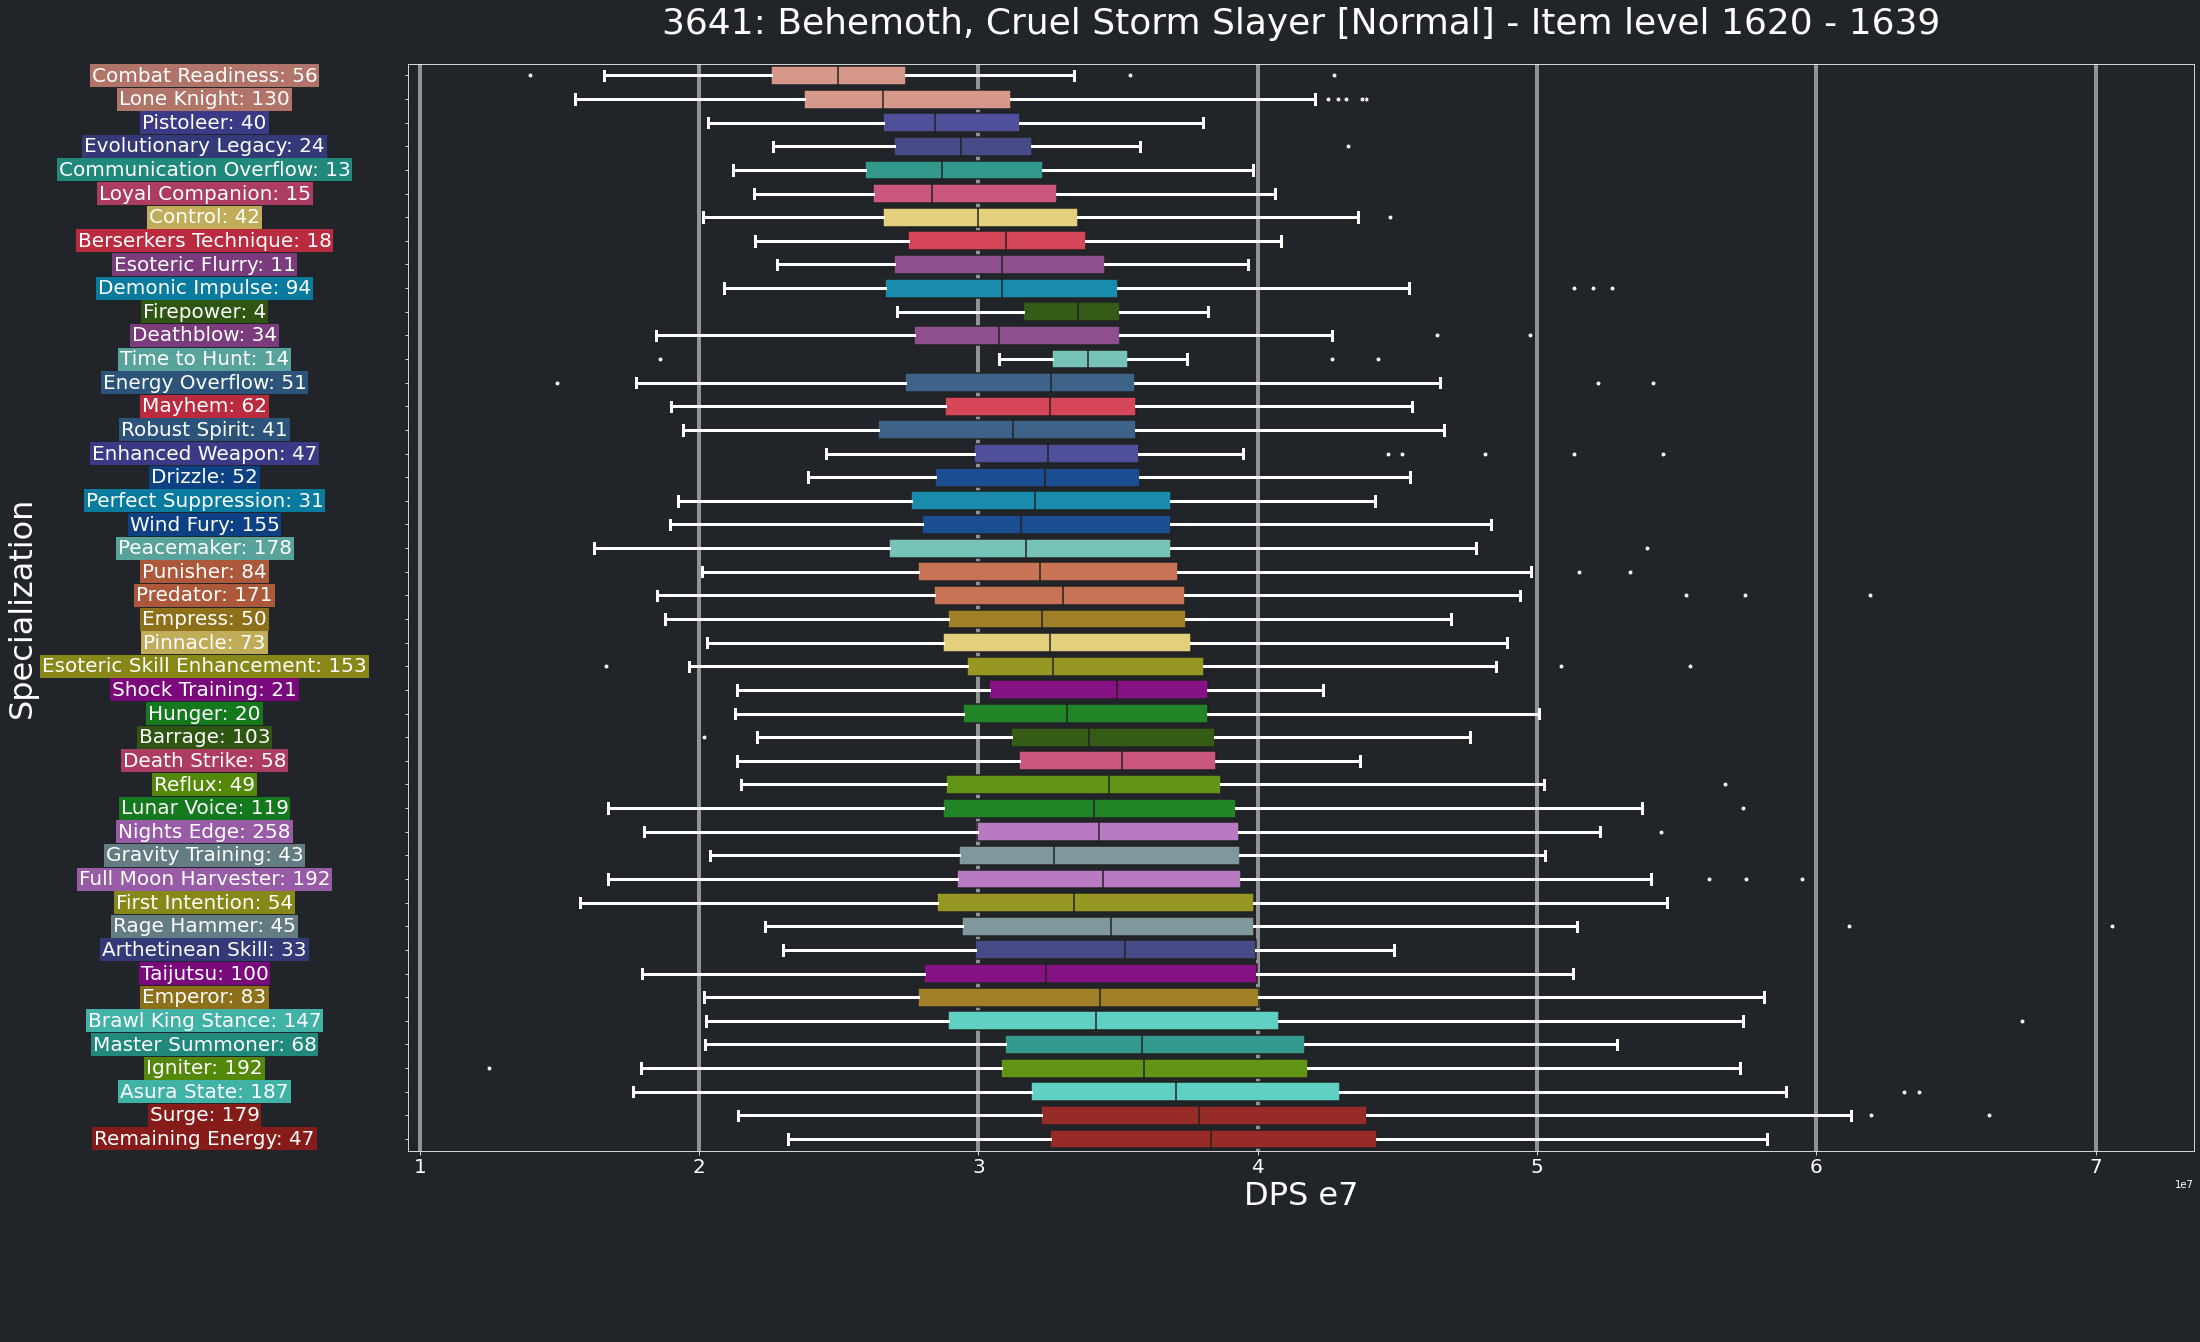 3641: Behemoth, Cruel Storm Slayer [Normal] - Item level 1620 - 1639
Specialization
Combat Readiness: 56
Lone Knight: 130
Pistoleer: 40
Evolutionary Legacy: 24
Communication Overflow: 13
Loyal Companion: 15
Control: 42
Berserkers Technique: 18
Esoteric Flurry: 11
Demonic Impulse: 94
Firepower: 4
Deathblow: 34
Time to Hunt: 14
Energy Overflow: 51
Mayhem: 62
Robust Spirit: 41
Enhanced Weapon: 47
Drizzle: 52
Perfect Suppression: 31
Wind Fury: 155
Peacemaker: 178
Punisher: 84
Predator: 171
Empress: 50
Pinnacle: 73
Esoteric Skill Enhancement: 153
Shock Training: 21
Hunger: 20
Barrage: 103
Death Strike: 58
Reflux: 49
Lunar Voice: 119
Nights Edge: 258
Gravity Training: 43
Full Moon Harvester: 192
First Intention: 54
Rage Hammer: 45
Arthetinean Skill: 33
Taijutsu: 100
Emperor: 83
Brawl King Stance: 147
Master Summoner: 68
Igniter: 192
Asura State: 187
Surge: 179
Remaining Energy: 47
1 2 3 4 5 6 7
DPS e7
1e7